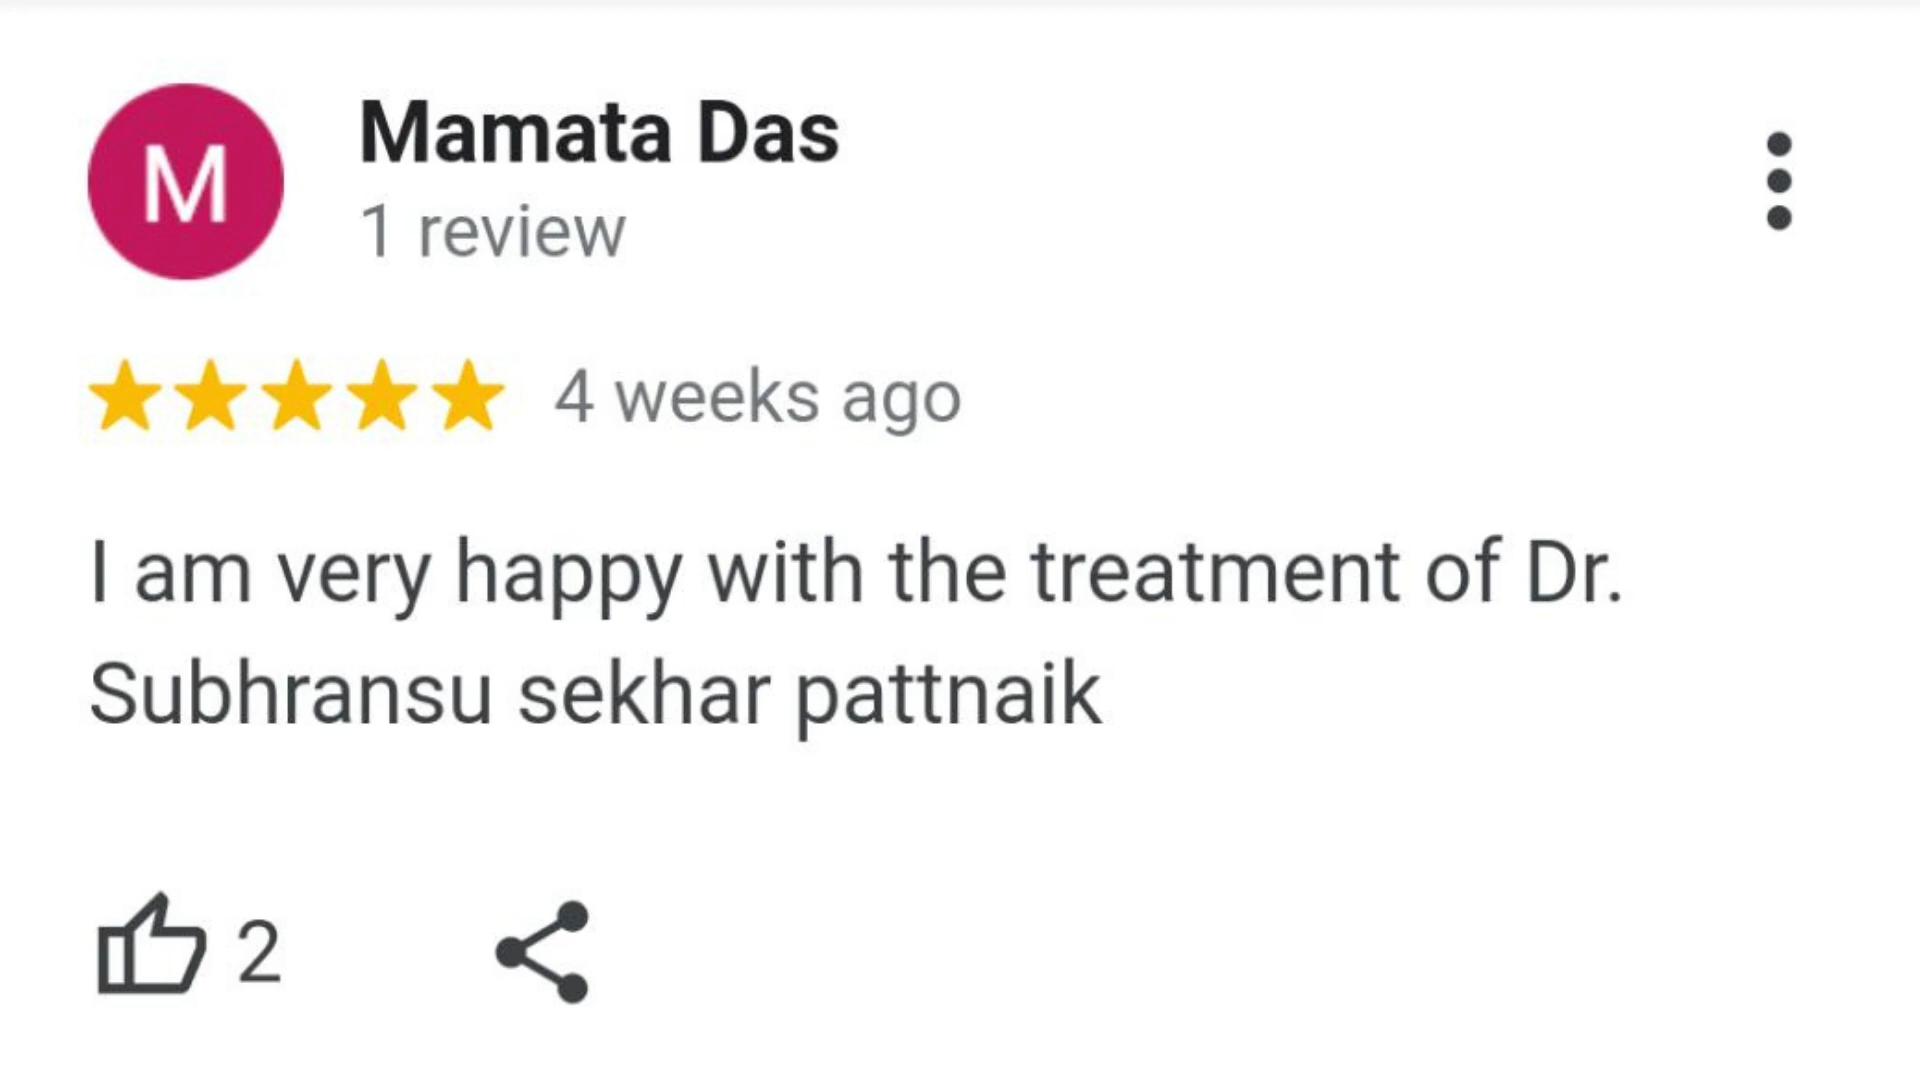 M
Mamata Das
1 review
4 weeks ago
I am very happy with the treatment of Dr.
Subhransu sekhar pattnaik
2